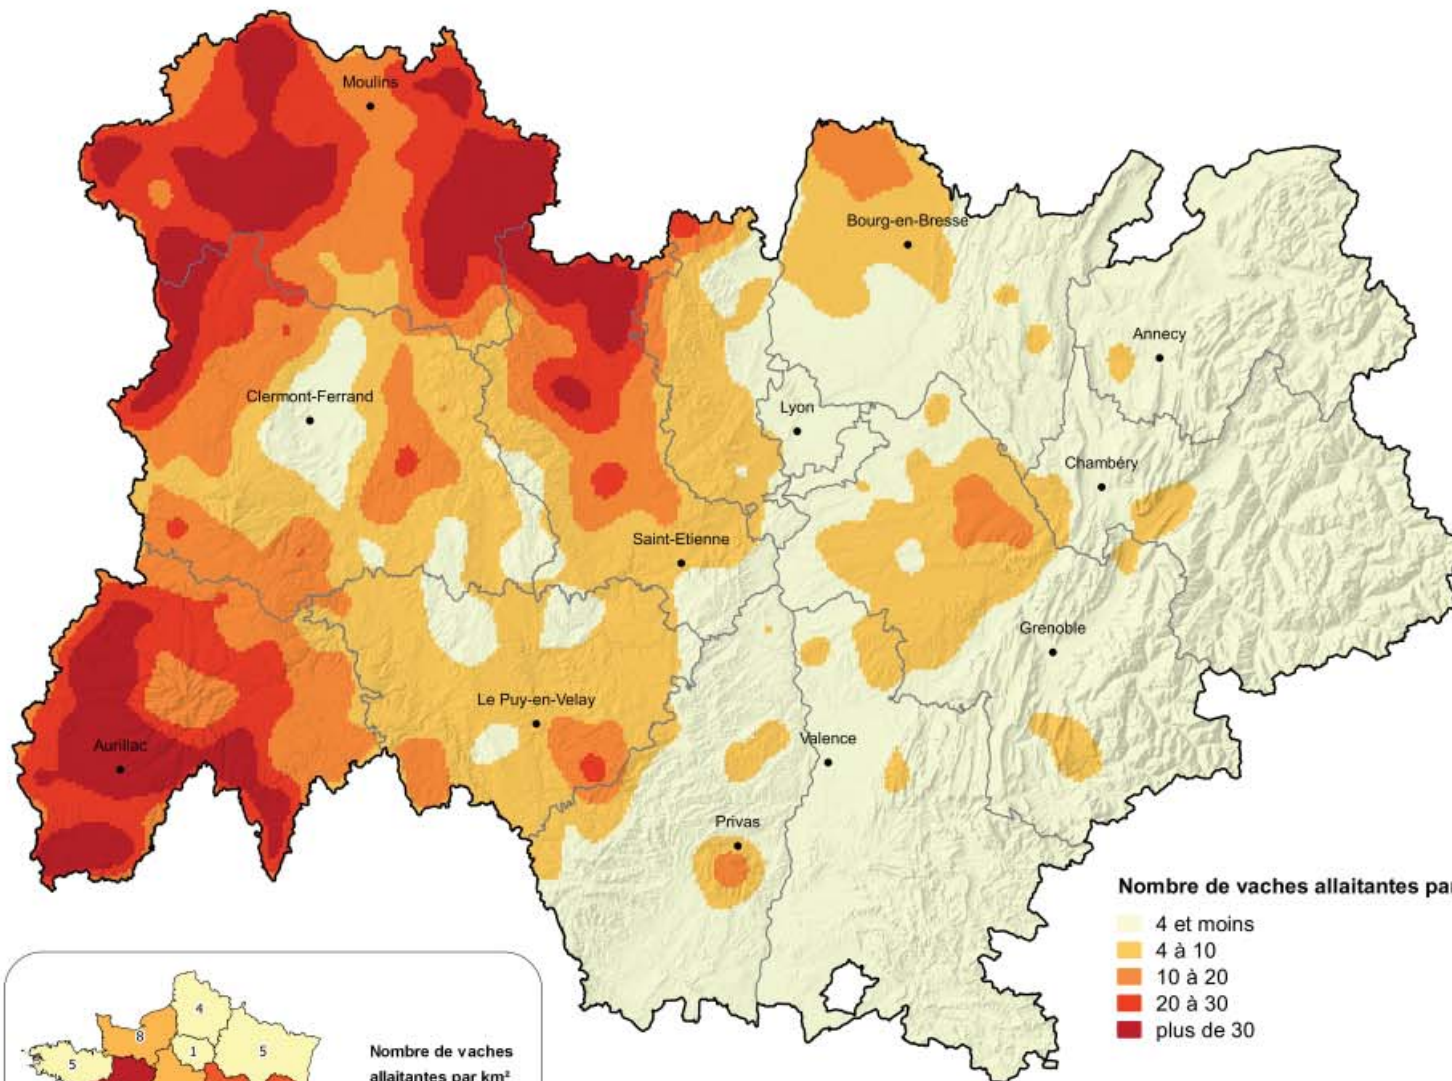 Moulins
Bourg-en-Bresse
Annecy
Clermont-Ferrand
Lyon
Chambéry
Saint-Etienne
Grenoble
Le Puy-en-Velay
Aurillac
Valence
Privas
Nombre de vaches allaitantes par
4 et moins
4 à 10
10 à 20
20 à 30
plus de 30
4
8
1
5
5
Nombre de vaches
allaitantes par km²